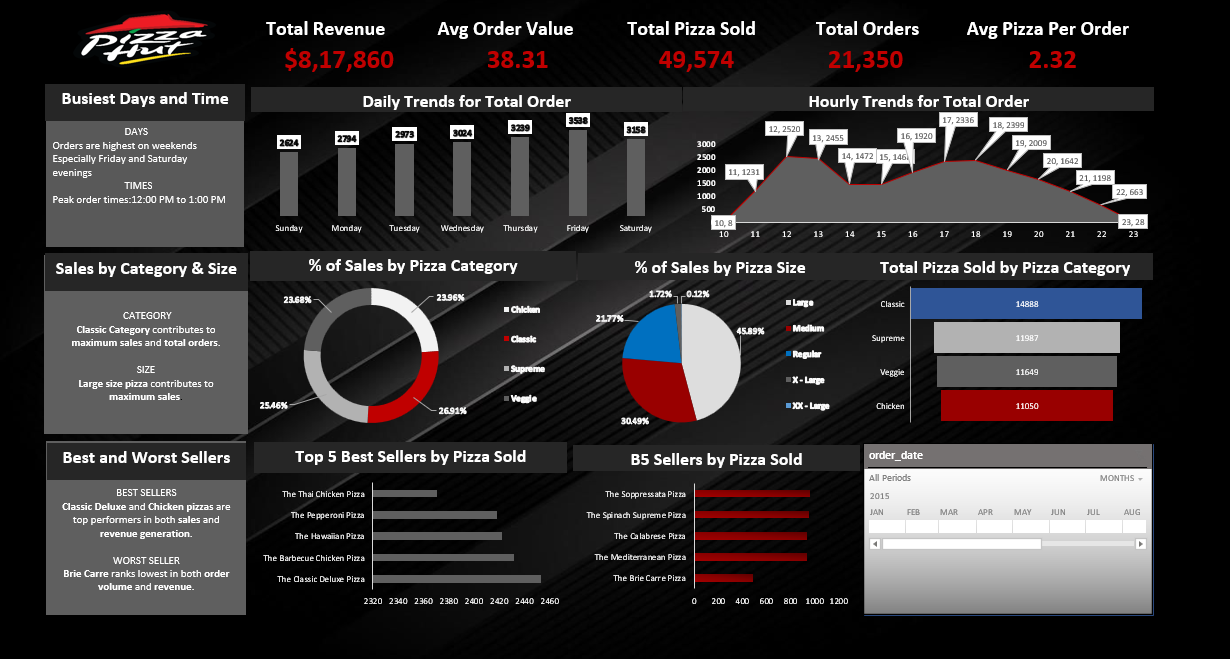 Pizza
Hut
Total Revenue
$8,17,860
Avg Order Value
38.31
Total Pizza Sold
49,574
Total Orders
21,350
Avg Pizza Per Order
2.32
Busiest Days and Time
DAYS
Orders are highest on weekends
Especially Friday and Saturday
evenings
TIMES
Peak order times:12:00 PM to 1:00 PM
Daily Trends for Total Order
2624
2794
2973
3024
3239
3538
3158
Sunday
Monday
Tuesday
Wednesday
Thursday
Friday
Saturday
Hourly Trends for Total Order
3000
2500
2000
1500
1000
500
10, 8
11, 1231
12, 2520
13, 2455
14, 1472
15, 146
16, 1920
17, 2336
18, 2399
19, 2009
20, 1642
21, 1198
22, 663
23, 28
10
11
12
13
14
15
16
17
18
19
20
21
22
23
Sales by Category & Size
CATEGORY
Classic Category contributes to
maximum sales and total orders.
SIZE
Large size pizza contributes to
maximum sales
% of Sales by Pizza Category
23.68%
23.96%
25.46%
26.91%
Chicken
Classic
Supreme
Veggie
% of Sales by Pizza Size
1.72%
0.12%
21.77%
45.89%
30.49%
Large
Medium
Regular
X - Large
XX - Large
Total Pizza Sold by Pizza Category
Classic
14888
Supreme
11987
Veggie
11649
Chicken
11050
Best and Worst Sellers
BEST SELLERS
Classic Deluxe and Chicken pizzas are
top performers in both sales and
revenue generation.
WORST SELLER
Brie Carre ranks lowest in both order
volume and revenue.
Top 5 Best Sellers by Pizza Sold
The Thai Chicken Pizza
The Pepperoni Pizza
The Hawaiian Pizza
The Barbecue Chicken Pizza
The Classic Deluxe Pizza
2320 2340 2360 2380 2400 2420 2440 2460
B5 Sellers by Pizza Sold
The Soppressata Pizza
The Spinach Supreme Pizza
The Calabrese Pizza
The Mediterranean Pizza
The Brie Carre Pizza
0 200 400 600 800 1000 1200
order_date
All Periods
MONTHS
2015
JAN FEB MAR APR MAY JUN JUL AUG